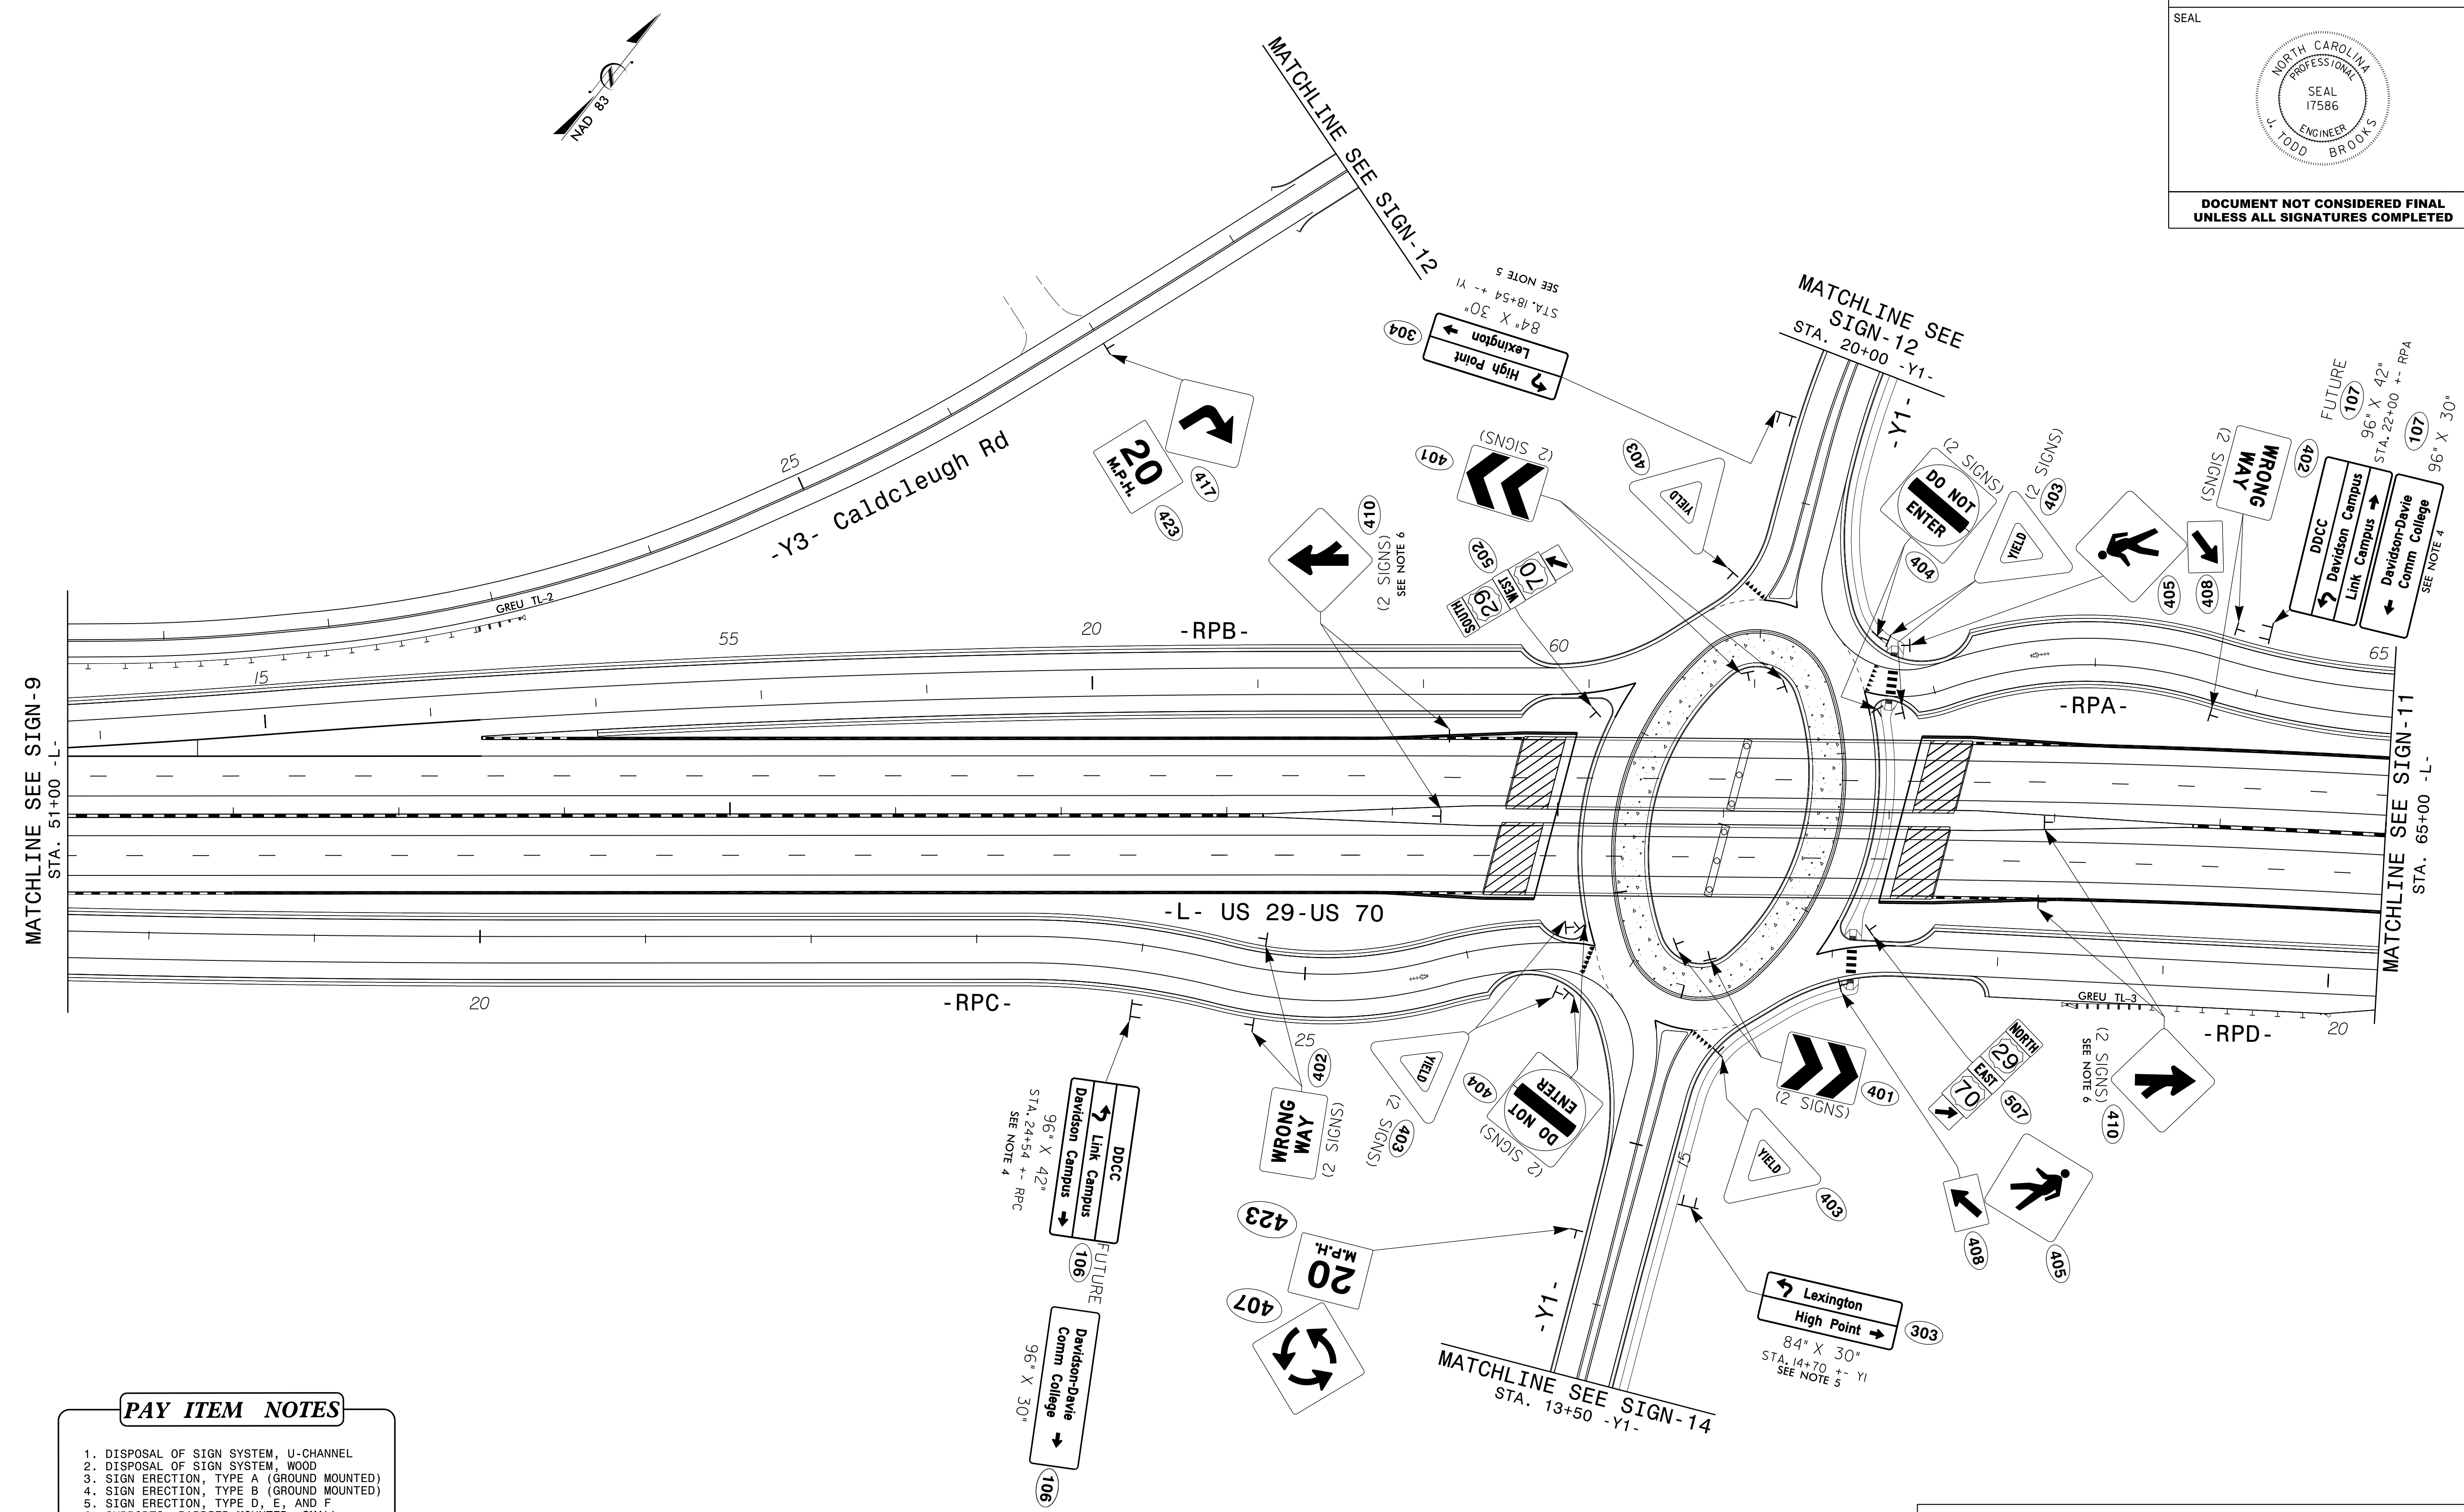 SEAL
NORTH CAROLINA
PROFESSIONAL
SEAL
17586
ENGINEER
J. TODD BROOKS
DOCUMENT NOT CONSIDERED FINAL
UNLESS ALL SIGNATURES COMPLETED
NAD 83
MATCHLINE SEE SIGN-12
304
High Point
Lexington
84" X 30"
STA. 18+54 +- Y1
SEE NOTE 5
MATCHLINE SEE
SIGN-12
STA. 20+00 -Y1-
-Y1-
25
-Y3- Caldcleugh Rd
20
M.P.H.
423
417
401
(2 SIGNS)
403
YIELD
(2 SIGNS)
DO NOT
ENTER
404
(2 SIGNS)
403
YIELD
405
408
WRONG
WAY
402
(2 SIGNS)
FUTURE
107
96" X 42"
STA. 22+00 +- RPA
DDCC
Davidson Campus
Link Campus
107
96" X 30"
Davidson-Davie
Comm College
SEE NOTE 4
410
(2 SIGNS)
SEE NOTE 6
502
SOUTH
29
WEST
70
GREU TL-2
15
55
20
-RPB-
60
65
-RPA-
MATCHLINE SEE SIGN-9
STA. 51+00 -L-
MATCHLINE SEE SIGN-11
STA. 65+00 -L-
-L- US 29-US 70
20
-RPC-
25
GREU TL-3
-RPD-
20
DDCC
Link Campus
Davidson Campus
96" X 42"
STA. 24+54 +- RPC
SEE NOTE 4
106
FUTURE
Davidson-Davie
Comm College
96" X 30"
106
402
WRONG
WAY
(2 SIGNS)
YIELD
403
(2 SIGNS)
404
DO NOT
ENTER
(2 SIGNS)
423
20
M.P.H.
407
15
-Y1-
MATCHLINE SEE SIGN-14
STA. 13+50 -Y1-
401
(2 SIGNS)
YIELD
403
Lexington
High Point
303
84" X 30"
STA. 14+70 +- Y1
SEE NOTE 5
NORTH
29
EAST
70
507
408
405
410
(2 SIGNS)
SEE NOTE 6
PAY ITEM NOTES
1. DISPOSAL OF SIGN SYSTEM, U-CHANNEL
2. DISPOSAL OF SIGN SYSTEM, WOOD
3. SIGN ERECTION, TYPE A (GROUND MOUNTED)
4. SIGN ERECTION, TYPE B (GROUND MOUNTED)
5. SIGN ERECTION, TYPE D, E, AND F